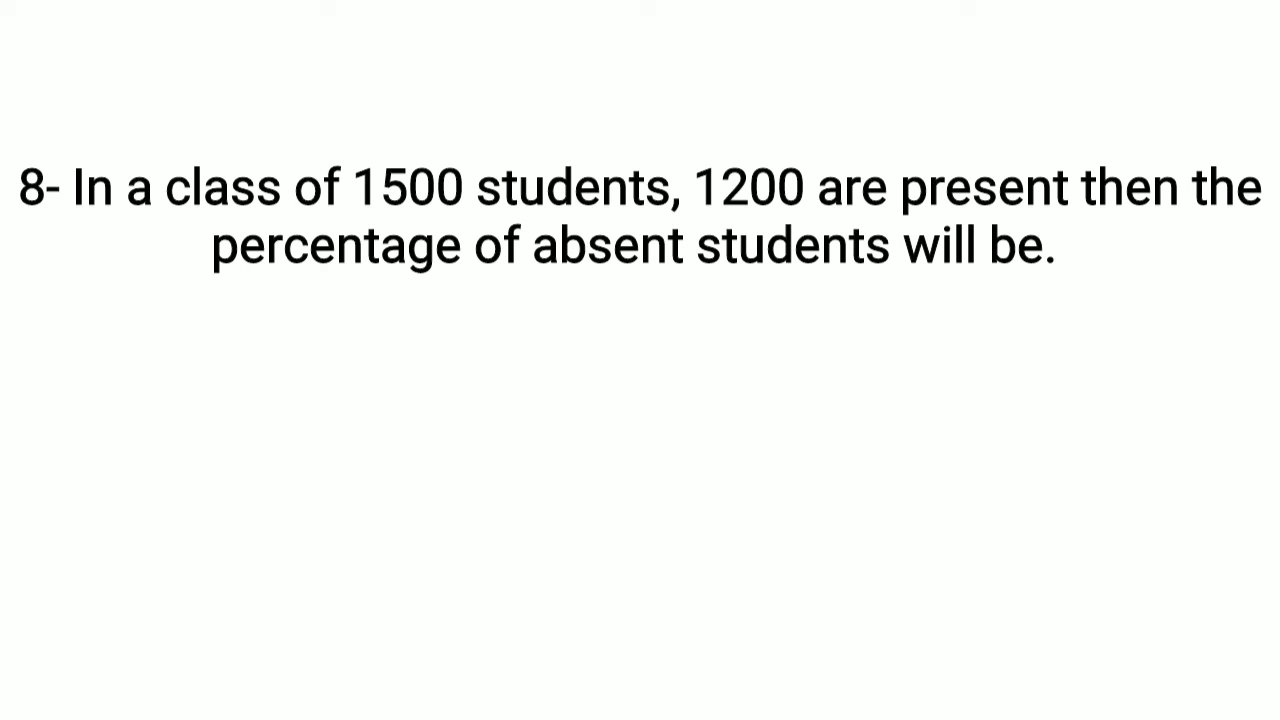 8- In a class of 1500 students, 1200 are present then the
percentage of absent students will be.